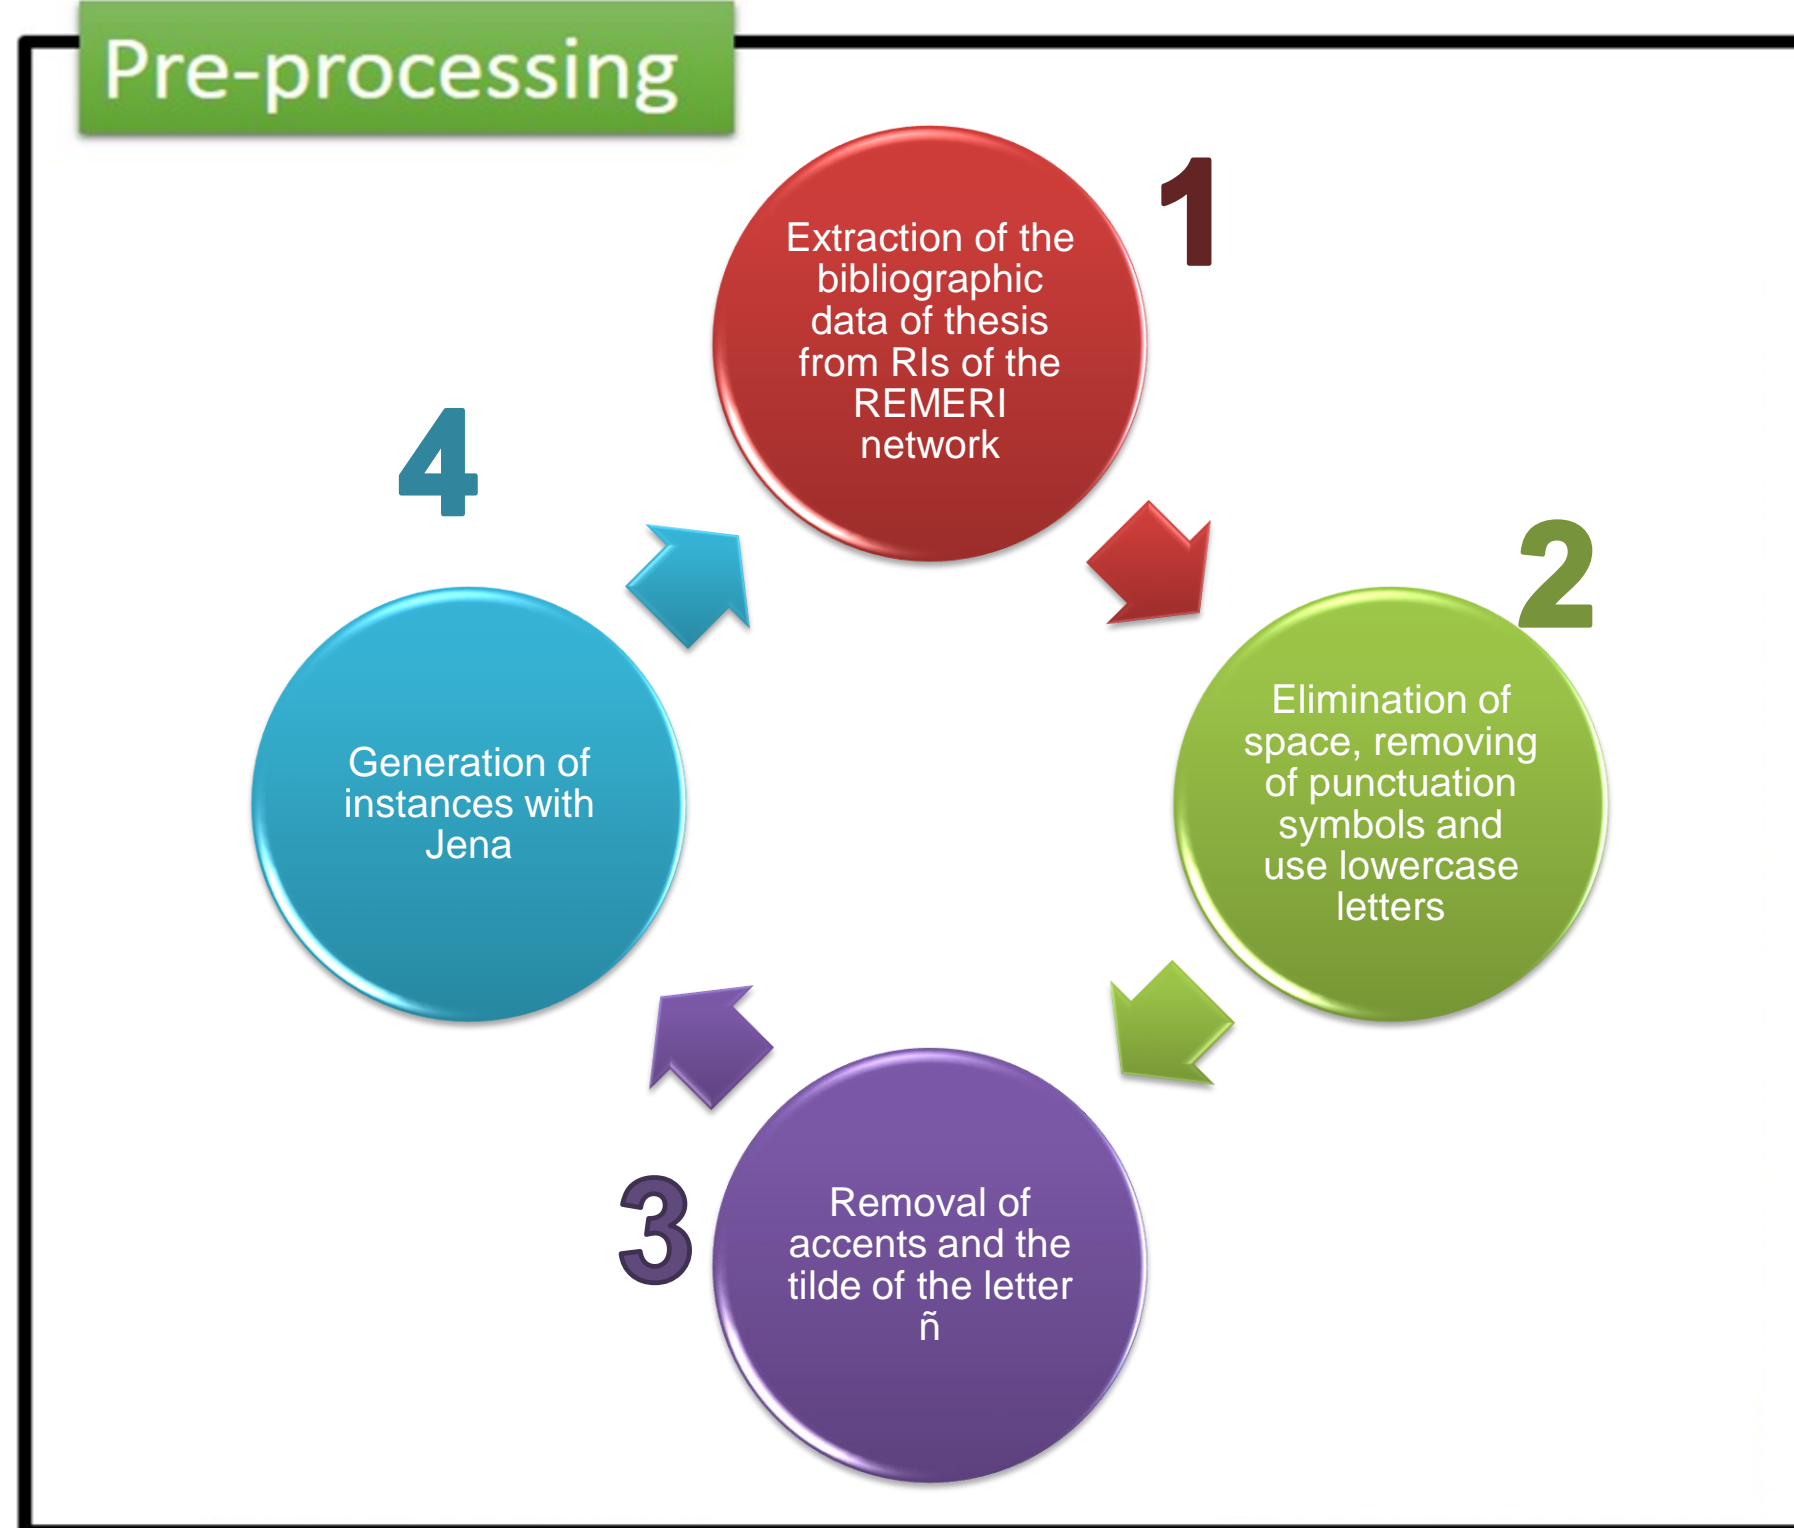 Pre-processing
1
Extraction of the
bibliographic
data of thesis
from RIs of the
REMERI
network
2
Elimination of
space, removing
of punctuation
symbols and
use lowercase
letters
3
Removal of
accents and the
tilde of the letter
ñ
4
Generation of
instances with
Jena